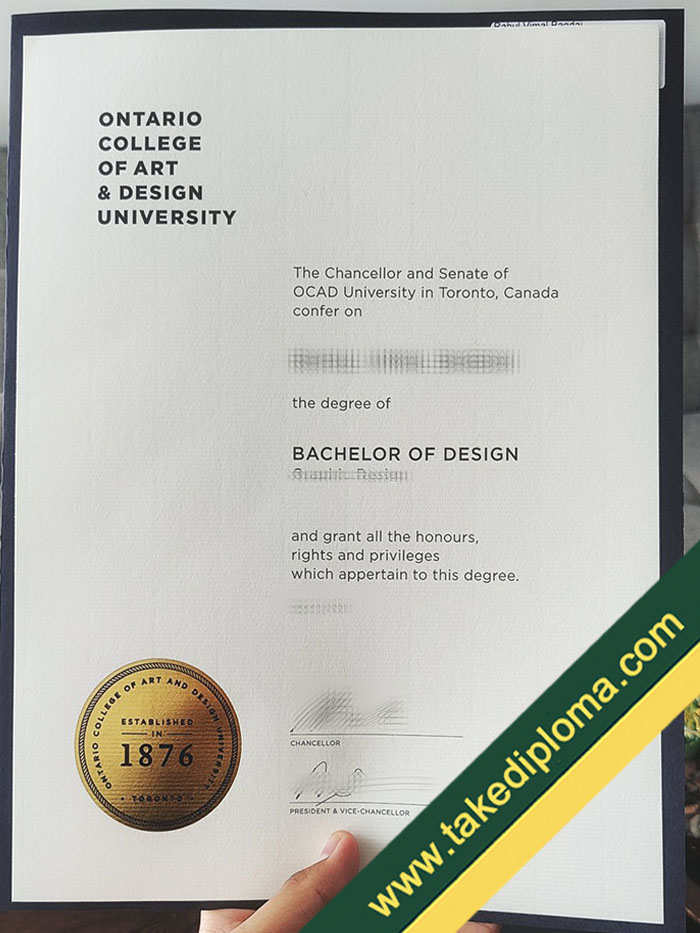 ONTARIO
COLLEGE
OF ART
& DESIGN
UNIVERSITY
The Chancellor and Senate of
OCAD University in Toronto, Canada
confer on
the degree of
BACHELOR OF DESIGN
Graphic Design
and grant all the honours,
rights and privileges
which appertain to this degree.
ONTARIO COLLEGE OF ART AND DESIGN UNIVERSITY
ESTABLISHED
IN
1876
• TORONTO •
CHANCELLOR
PRESIDENT & VICE-CHANCELLOR
www.takediploma.com